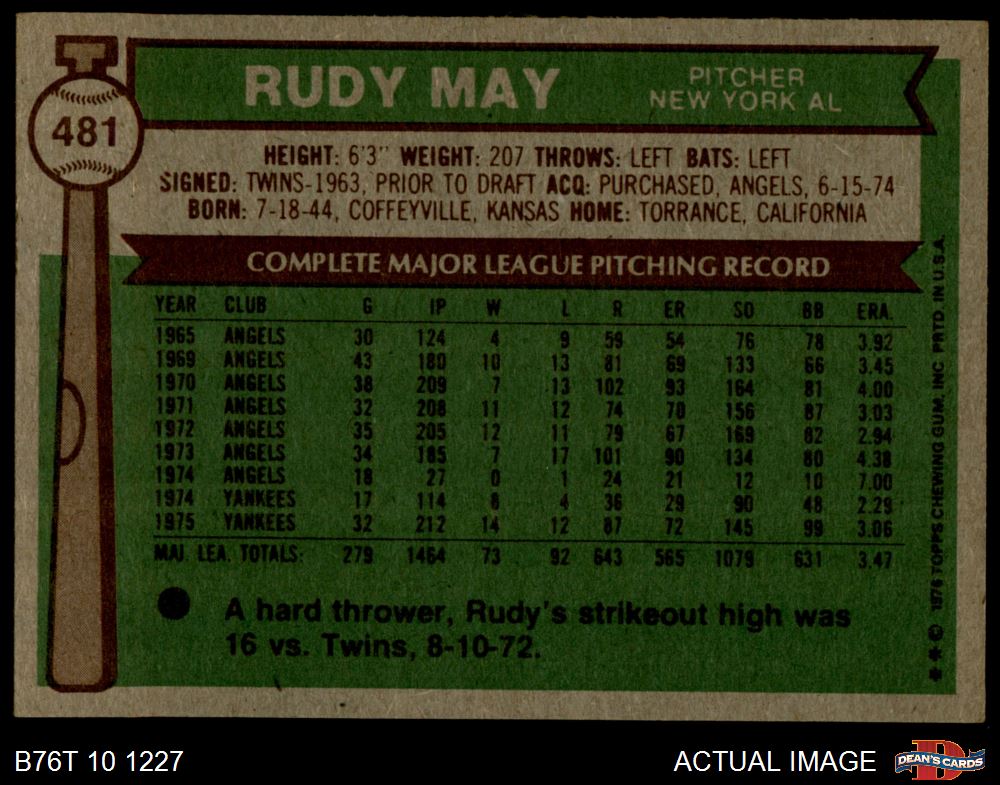 RUDY MAY
PITCHER
NEW YORK AL
481
HEIGHT: 6'3" WEIGHT: 207 THROWS: LEFT BATS: LEFT
SIGNED: TWINS-1963, PRIOR TO DRAFT ACQ: PURCHASED, ANGELS, 6-15-74
BORN: 7-18-44, COFFEYVILLE, KANSAS HOME: TORRANCE, CALIFORNIA
COMPLETE MAJOR LEAGUE PITCHING RECORD
YEAR CLUB G IP W L R ER SO BB ERA.
1965 ANGELS 30 124 4 9 59 54 76 78 3.92
1969 ANGELS 43 180 10 13 81 69 133 66 3.45
1970 ANGELS 38 209 7 13 102 93 164 81 4.00
1971 ANGELS 32 208 11 12 74 70 156 87 3.03
1972 ANGELS 35 205 12 11 79 67 169 82 2.94
1973 ANGELS 34 185 7 17 101 90 134 80 4.38
1974 ANGELS 18 27 0 1 24 21 12 10 7.00
1974 YANKEES 17 114 8 4 36 29 90 48 2.29
1975 YANKEES 32 212 14 12 87 72 145 99 3.06
MAJ. LEA. TOTALS: 279 1464 73 92 643 565 1079 631 3.47
A hard thrower, Rudy's strikeout high was
16 vs. Twins, 8-10-72.
**© 1976 TOPPS CHEWING GUM, INC PRTD. IN U.S.A.
B76T 10 1227
ACTUAL IMAGE
D
DEAN'S CARDS